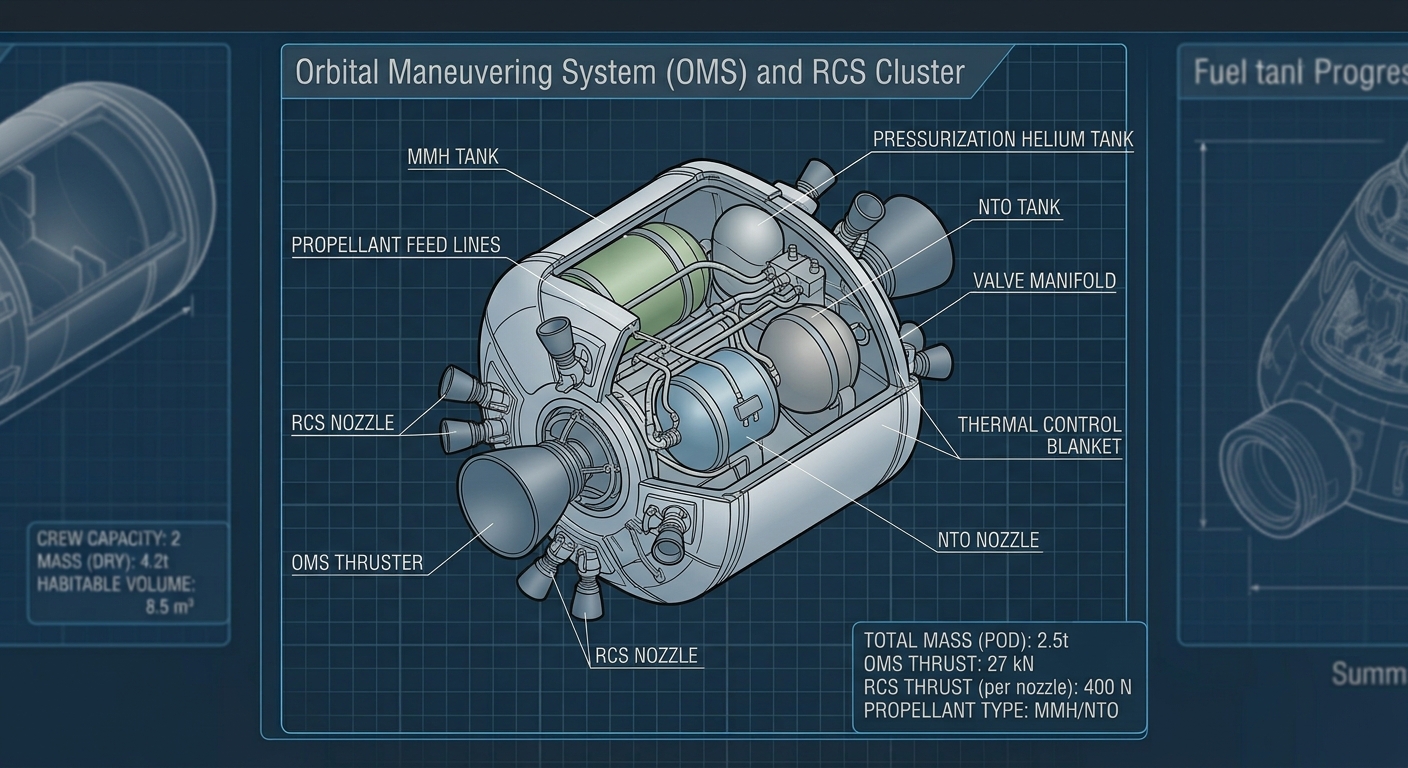 Orbital Maneuvering System (OMS) and RCS Cluster
MMH TANK
PROPELLANT FEED LINES
PRESSURIZATION HELIUM TANK
NTO TANK
VALVE MANIFOLD
RCS NOZZLE
THERMAL CONTROL
BLANKET
OMS THRUSTER
NTO NOZZLE
RCS NOZZLE
TOTAL MASS (POD): 2.5t
OMS THRUST: 27 kN
RCS THRUST (per nozzle): 400 N
PROPELLANT TYPE: MMH/NTO
CREW CAPACITY: 2
MASS (DRY): 4.2t
HABITABLE VOLUME:
8.5 m³
Fuel tanl Progres
Summ